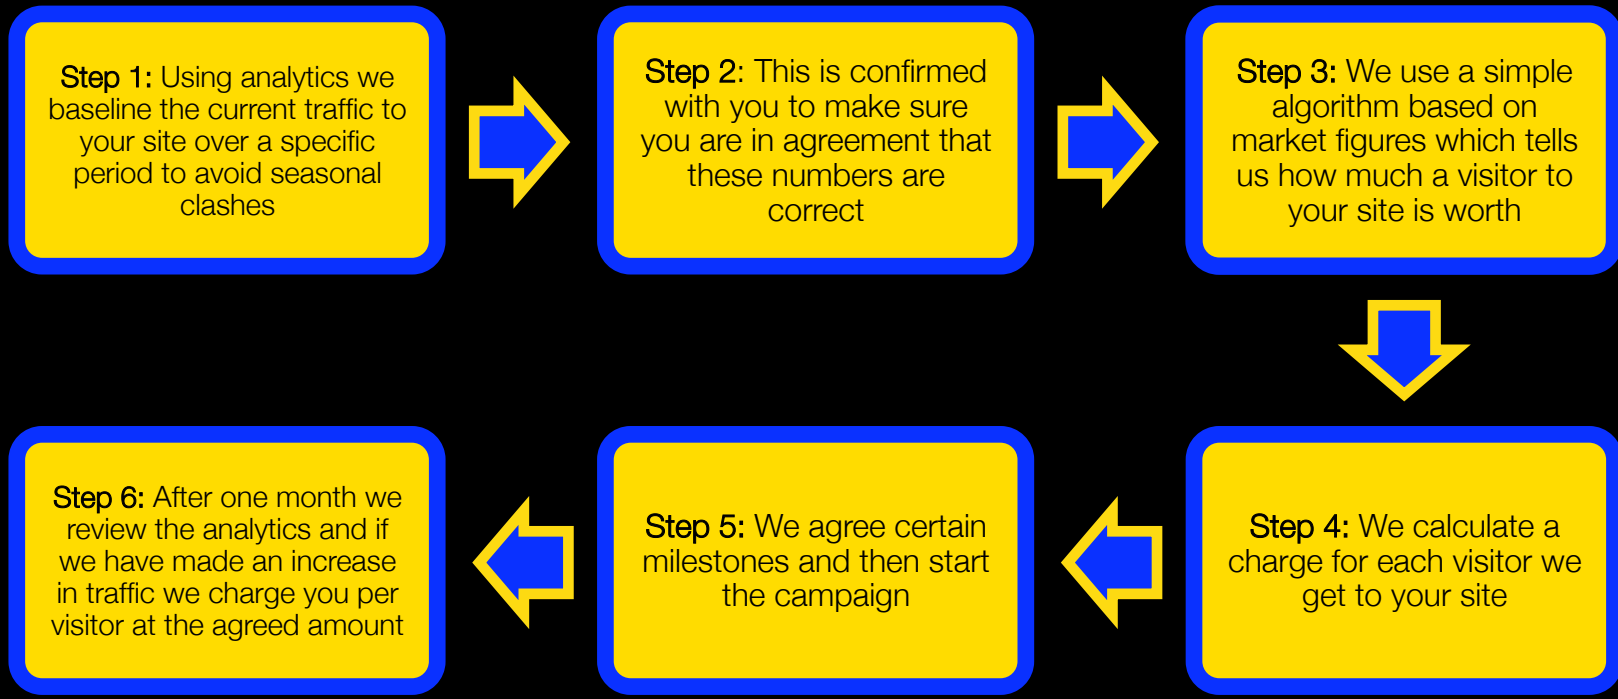 Step 1: Using analytics we
baseline the current traffic to
your site over a specific
period to avoid seasonal
clashes
Step 2: This is confirmed
with you to make sure
you are in agreement that
these numbers are
correct
Step 3: We use a simple
algorithm based on
market figures which tells
us how much a visitor to
your site is worth
Step 4: We calculate a
charge for each visitor we
get to your site
Step 5: We agree certain
milestones and then start
the campaign
Step 6: After one month we
review the analytics and if
we have made an increase
in traffic we charge you per
visitor at the agreed amount